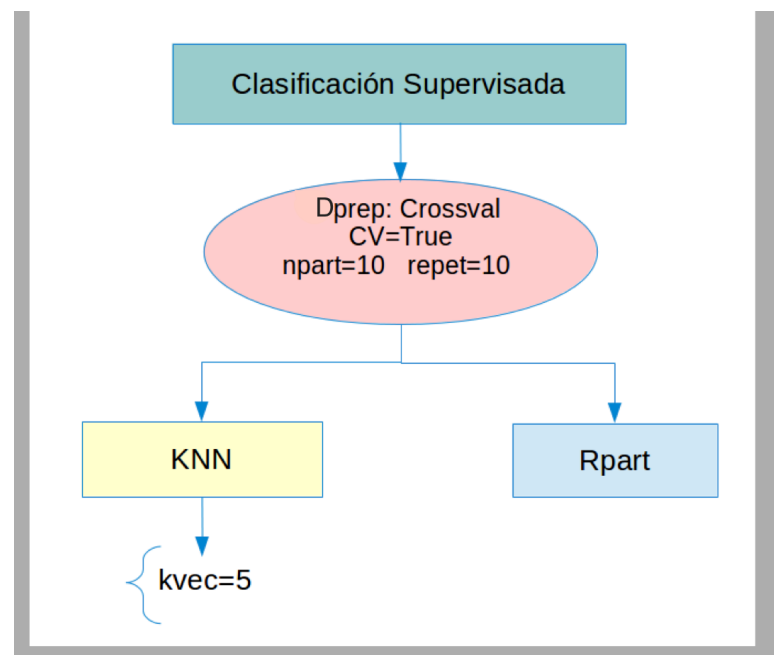 Clasificación Supervisada
Dprep: Crossval
CV=True
npart=10 repet=10
KNN
Rpart
kvec=5